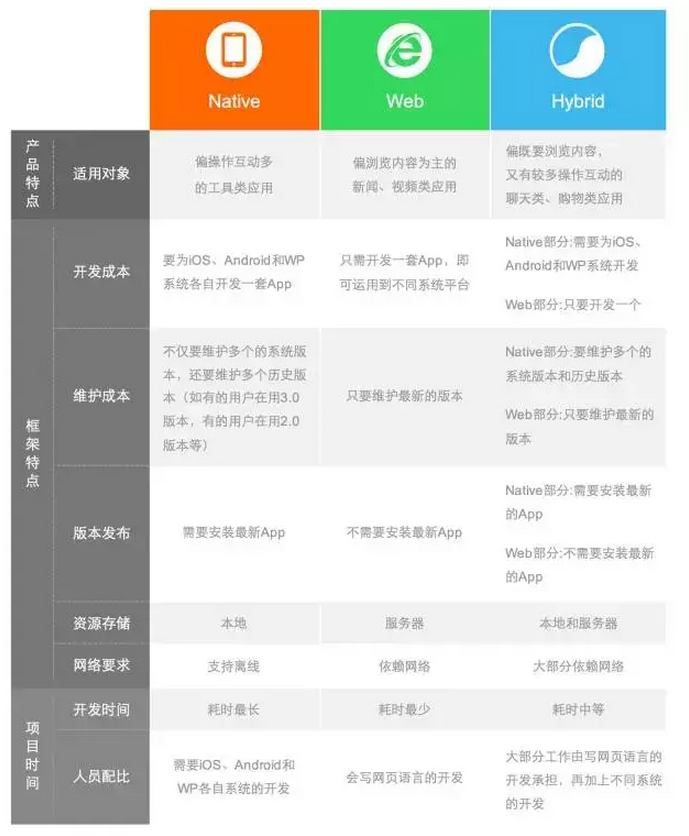 Native
Web
Hybrid
产品特点
适用对象
偏操作互动多
的工具类应用
偏浏览内容为主的
新闻、视频类应用
偏既要浏览内容，
又有较多操作互动的
聊天类、购物类应用
框架特点
开发成本
要为iOS、Android和WP
系统各自开发一套App
只需开发一套App，即
可运用到不同系统平台
Native部分:需要为iOS、
Android和WP系统开发
Web部分:只要开发一个
维护成本
不仅要维护多个的系统版
本，还要维护多个历史版
本（如有的用户在用3.0
版本，有的用户在用2.0
版本等）
只要维护最新的版本
Native部分:要维护多个的
系统版本和历史版本
Web部分:只要维护最新的
版本
版本发布
需要安装最新App
不需要安装最新App
Native部分:需要安装最新
的App
Web部分:不需要安装最新
的App
资源存储
本地
服务器
本地和服务器
网络要求
支持离线
依赖网络
大部分依赖网络
项目时间
开发时间
耗时最长
耗时最少
耗时中等
人员配比
需要iOS、Android和
WP各自系统的开发
会写网页语言的开发
大部分工作由写网页语言的
开发承担，再加上不同系统
的开发